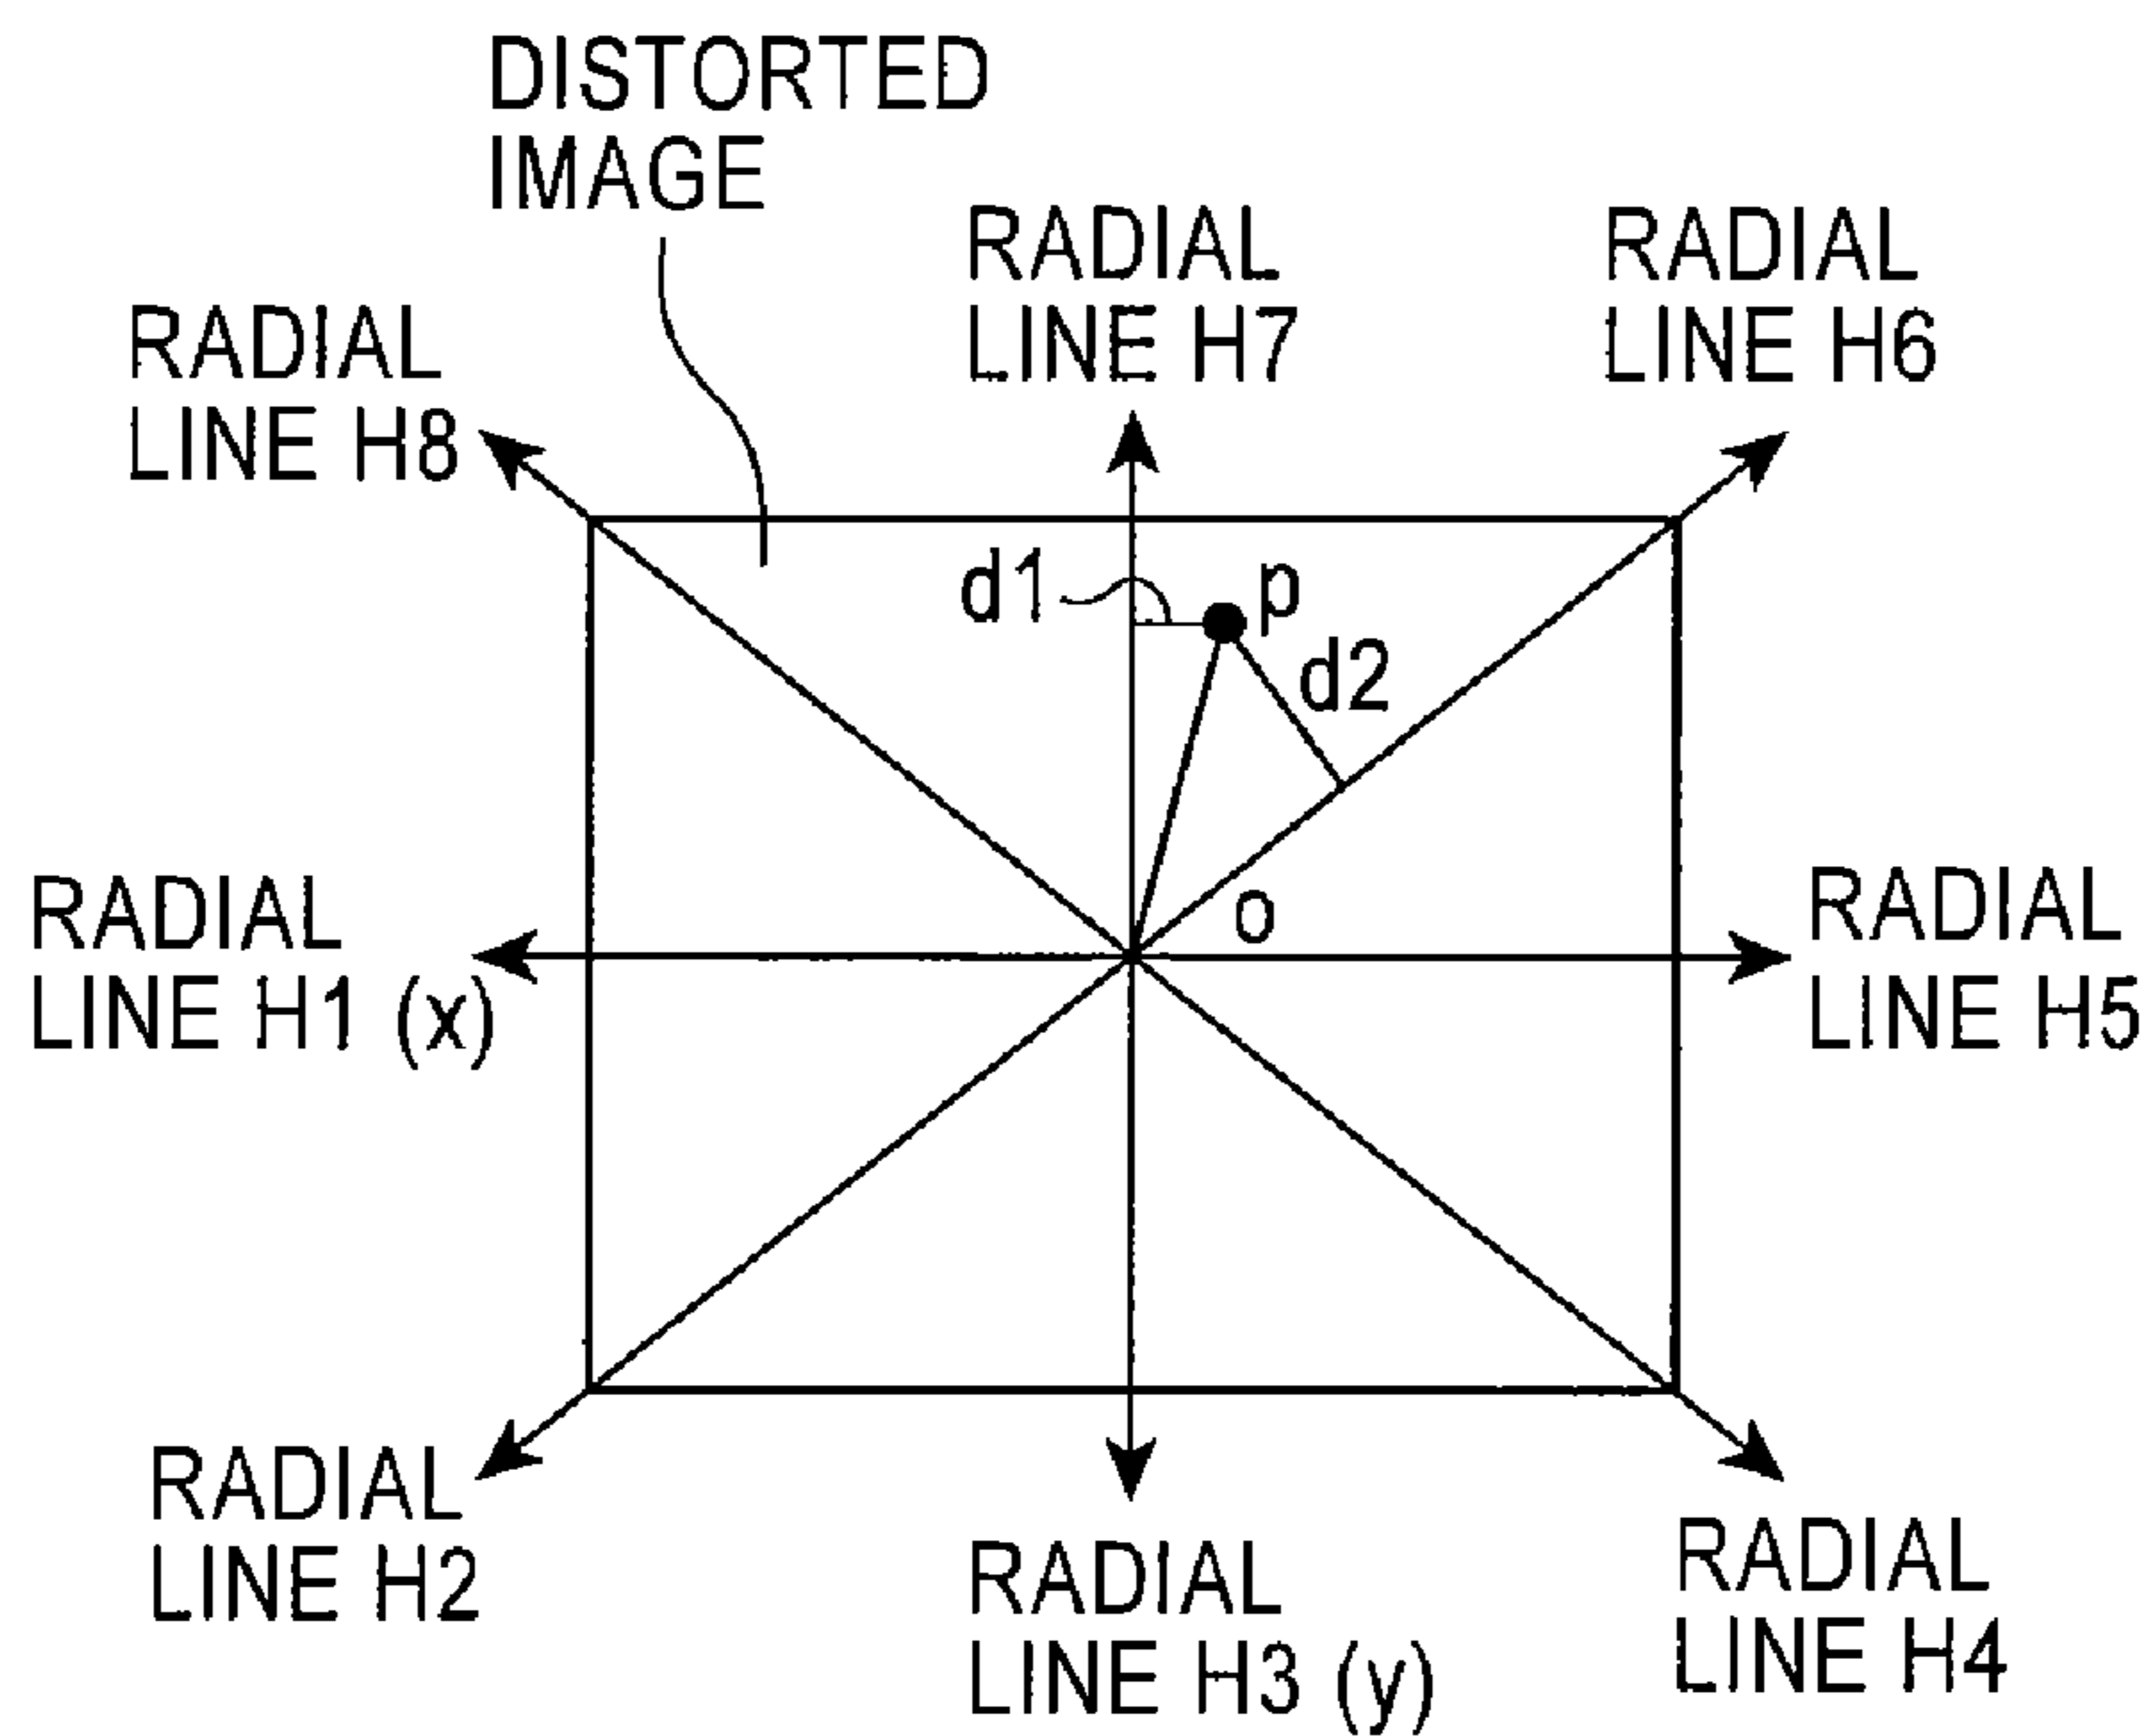 DISTORTED
IMAGE
RADIAL
LINE H7
RADIAL
LINE H6
RADIAL
LINE H8
d1
p
d2
o
RADIAL
LINE H1 (x)
RADIAL
LINE H5
RADIAL
LINE H2
RADIAL
LINE H3 (y)
RADIAL
LINE H4